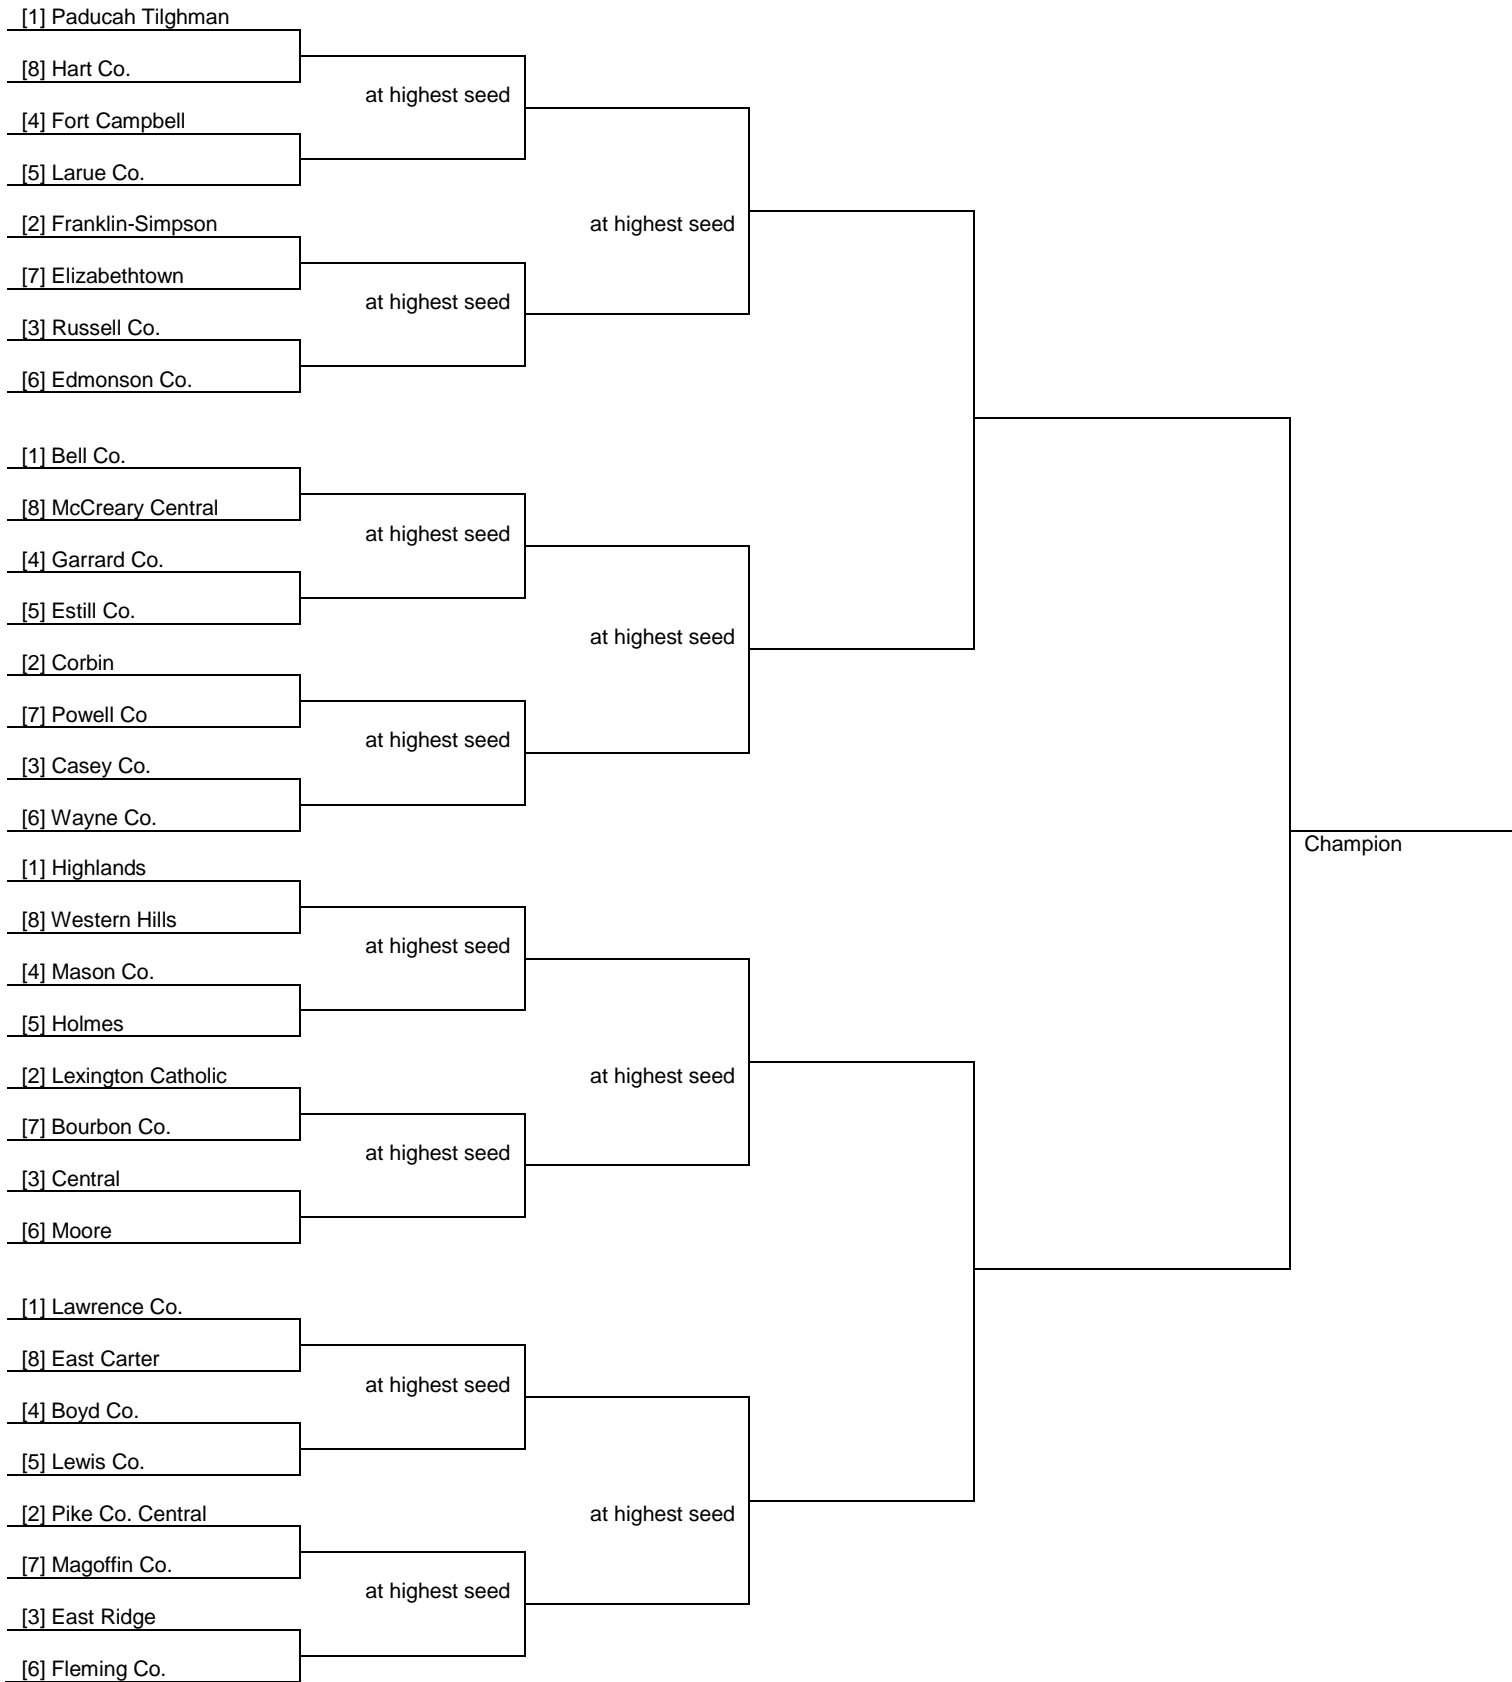 [1] Paducah Tilghman
[8] Hart Co.
at highest seed
[4] Fort Campbell
[5] Larue Co.
[2] Franklin-Simpson
at highest seed
[7] Elizabethtown
at highest seed
[3] Russell Co.
[6] Edmonson Co.
[1] Bell Co.
[8] McCreary Central
at highest seed
[4] Garrard Co.
[5] Estill Co.
at highest seed
[2] Corbin
[7] Powell Co
at highest seed
[3] Casey Co.
[6] Wayne Co.
Champion
[1] Highlands
[8] Western Hills
at highest seed
[4] Mason Co.
[5] Holmes
[2] Lexington Catholic
at highest seed
[7] Bourbon Co.
at highest seed
[3] Central
[6] Moore
[1] Lawrence Co.
[8] East Carter
at highest seed
[4] Boyd Co.
[5] Lewis Co.
[2] Pike Co. Central
at highest seed
[7] Magoffin Co.
at highest seed
[3] East Ridge
[6] Fleming Co.